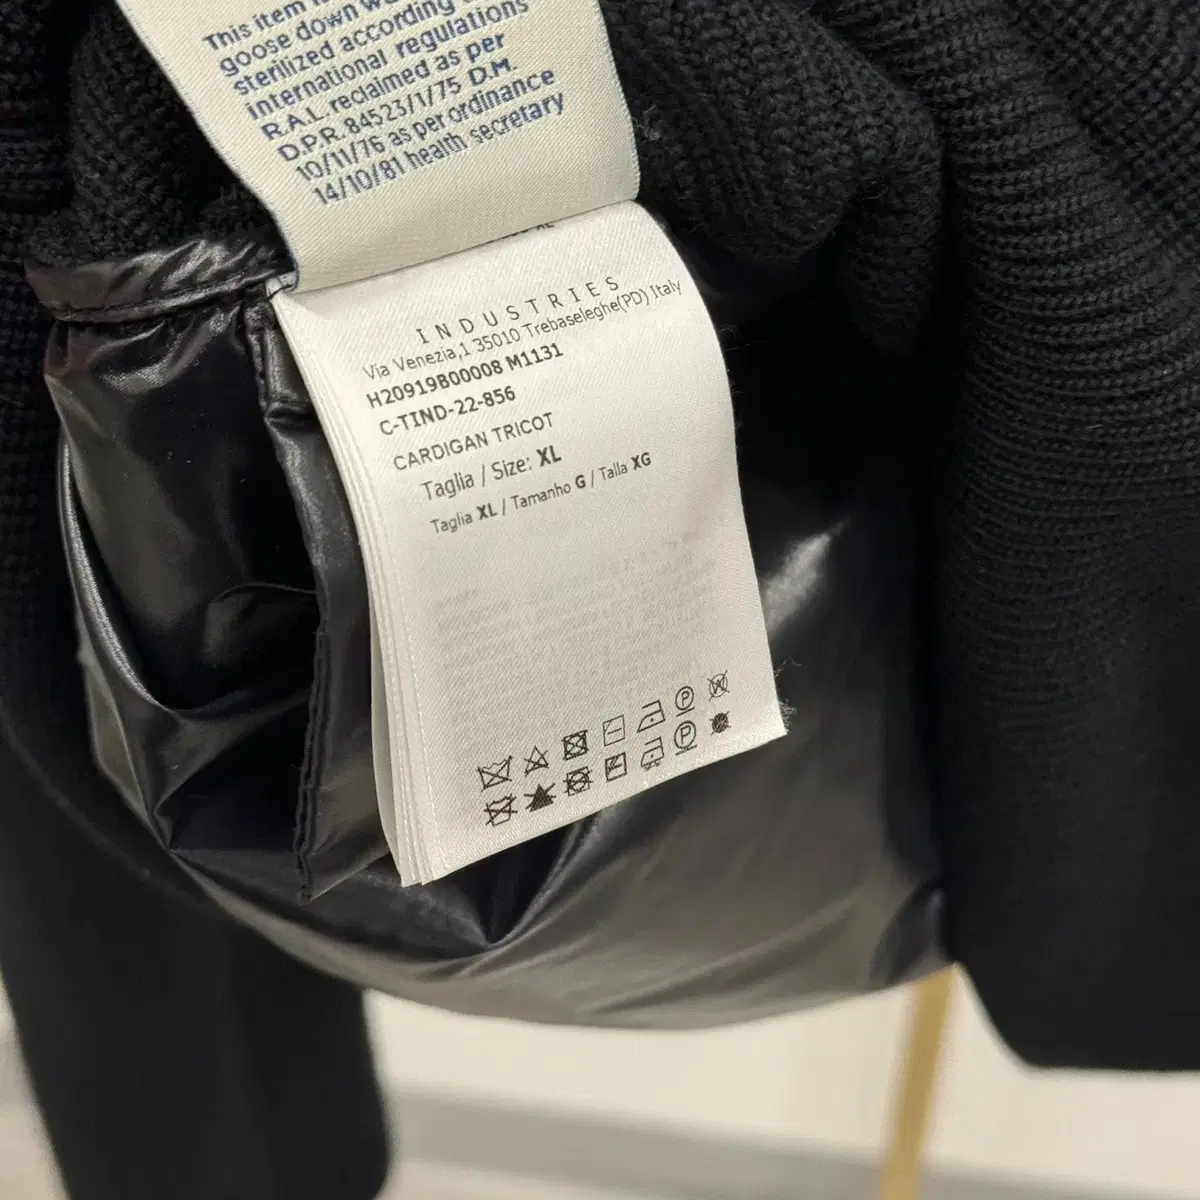 This item
goose down
sterilized according
international regulations
R.A.L. reclaimed as per
D.P.R. 84523/1/75 D.M.
10/11/76 as per ordinance
14/10/81 health secretary
INDUSTRIES
Via Venezia,1 35010 Trebaseleghe(PD) Italy
H20919B00008 M1131
C-TIND-22-856
CARDIGAN TRICOT
Taglia / Size: XL
Taglia XL / Tamanho G / Talla XG